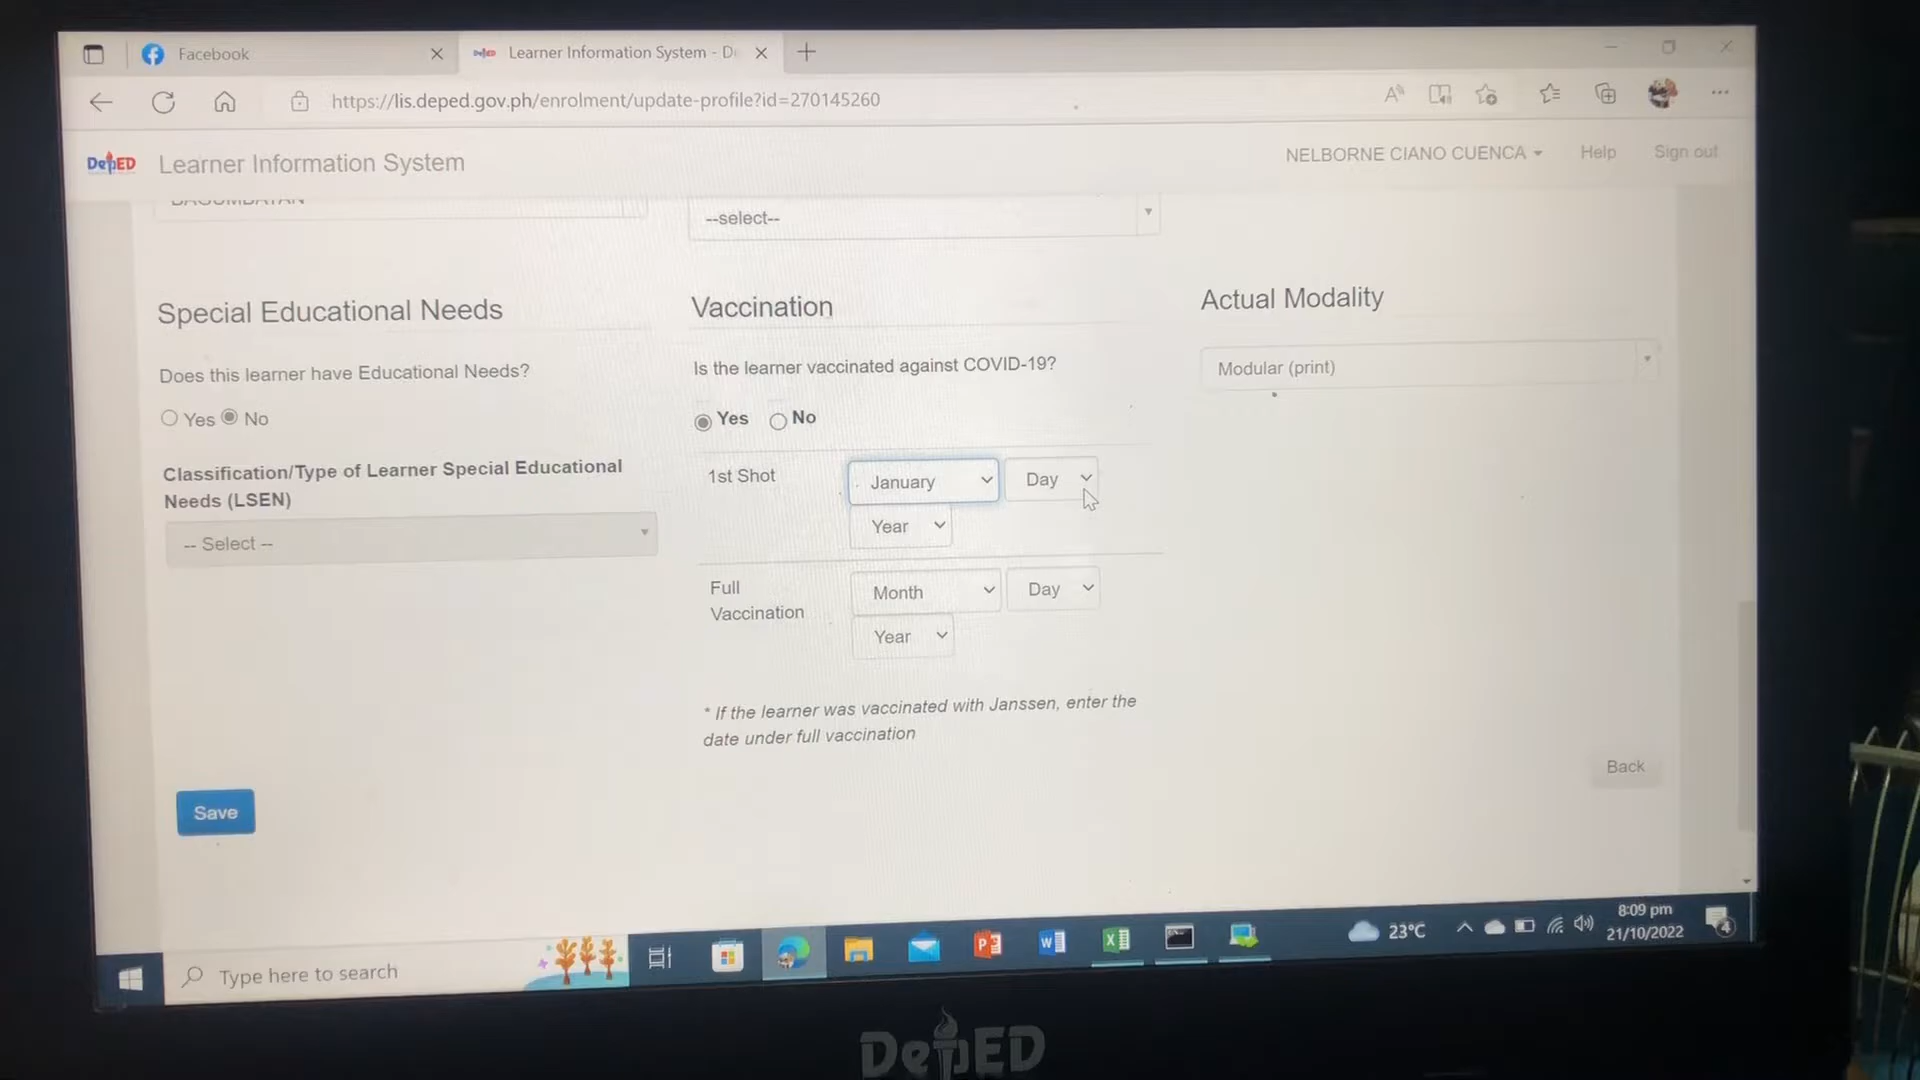 Facebook
Learner Information System - D
https://lis.deped.gov.ph/enrolment/update-profile?id=270145260
DepED Learner Information System
NELBORNE CIANO CUENCA Help Sign out
--select--
Special Educational Needs
Does this learner have Educational Needs?
Yes No
Classification/Type of Learner Special Educational
Needs (LSEN)
-- Select --
Vaccination
Is the learner vaccinated against COVID-19?
Yes No
1st Shot January Day
Year
Full
Vaccination
Month Day
Year
* If the learner was vaccinated with Janssen, enter the
date under full vaccination
Actual Modality
Modular (print)
Back
Save
Type here to search
23°C
8:09 pm
21/10/2022
4
DepED